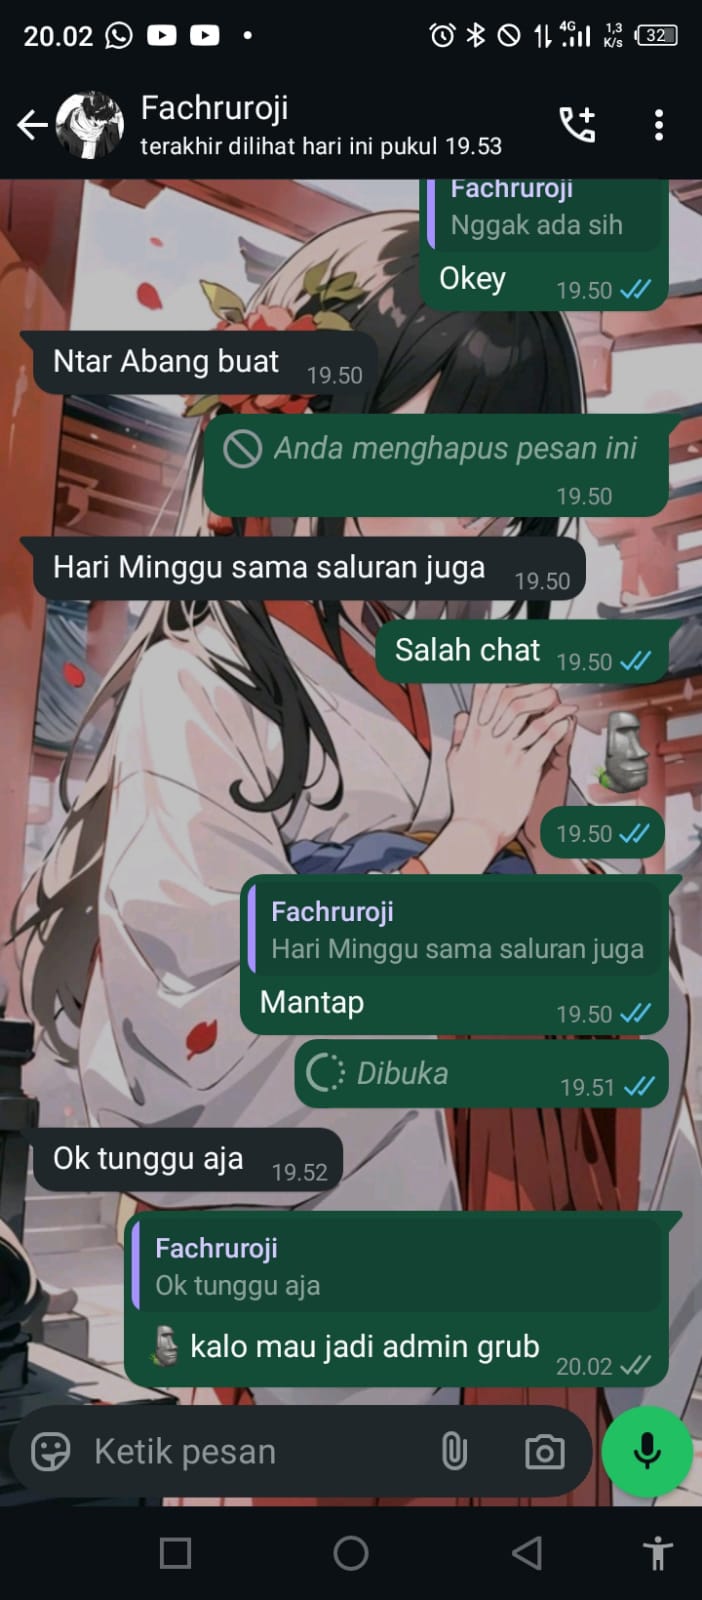 20.02
4G
1,3
K/s
32
Fachruroji
terakhir dilihat hari ini pukul 19.53
Fachruroji
Nggak ada sih
Okey 19.50
Ntar Abang buat 19.50
Anda menghapus pesan ini
19.50
Hari Minggu sama saluran juga 19.50
Salah chat 19.50
🗿
19.50
Fachruroji
Hari Minggu sama saluran juga
Mantap 19.50
Dibuka 19.51
Ok tunggu aja 19.52
Fachruroji
Ok tunggu aja
🗿 kalo mau jadi admin grub 20.02
Ketik pesan